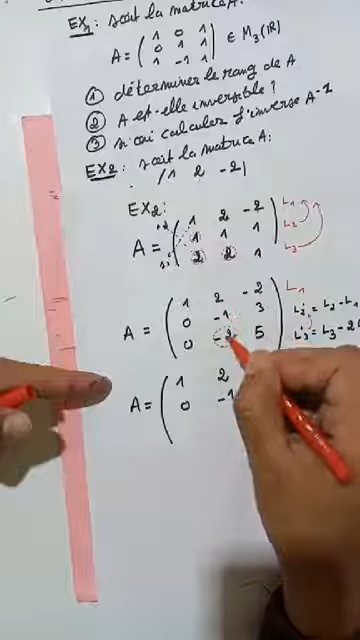 EX1: soit la matrice A:
1 0 1
A = ( 0 1 1 ) ∈ M3(ℝ)
1 -1 1
① déterminer le rang de A
② A est-elle inversible ?
③ si oui calculer l'inverse A-1
EX2: soit la matrice A:
1 2 -2
EX2:
1 2 -2 L1
A = ( 1 1 1 L2
2 2 1 ) L3
1 2 -2 L1
A = ( 0 -1 3 L'2 = L2 - L1
0 -2 5 ) L'3 = L3 - 2
1 2
A = ( 0 -1